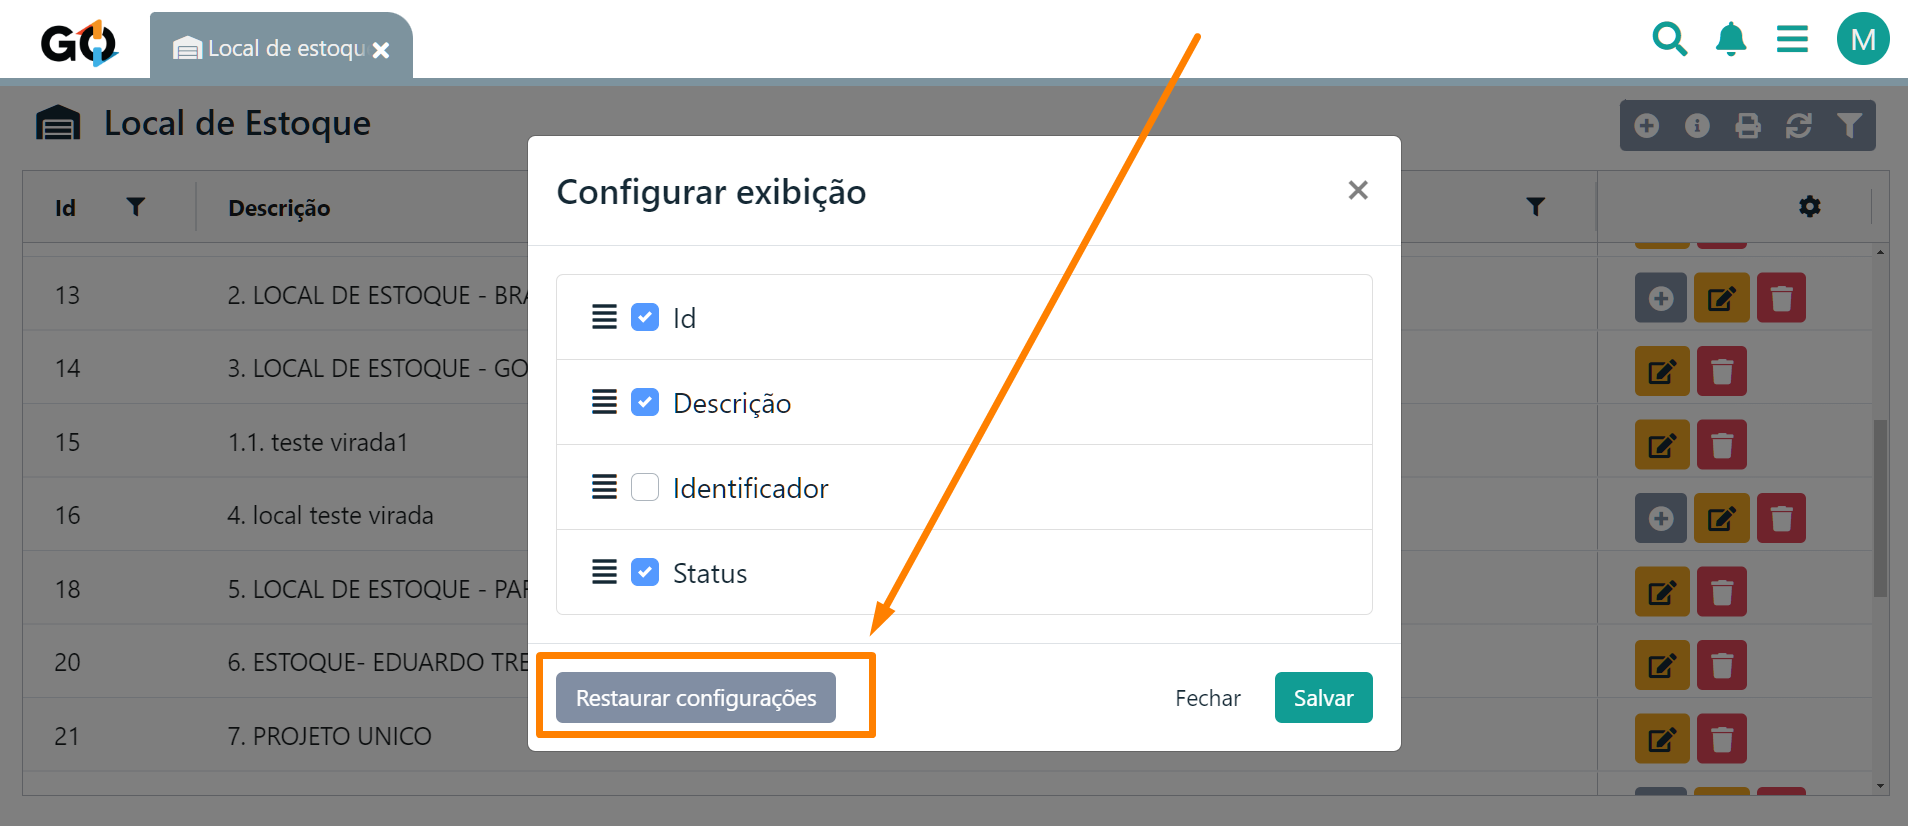 GO
Local de estoqu
M
Local de Estoque
Id
Descrição
13
2. LOCAL DE ESTOQUE - BRA
14
3. LOCAL DE ESTOQUE - GO
15
1.1. teste virada1
16
4. local teste virada
18
5. LOCAL DE ESTOQUE - PAR
20
6. ESTOQUE- EDUARDO TRE
21
7. PROJETO UNICO
Configurar exibição
Id
Descrição
Identificador
Status
Restaurar configurações
Fechar
Salvar